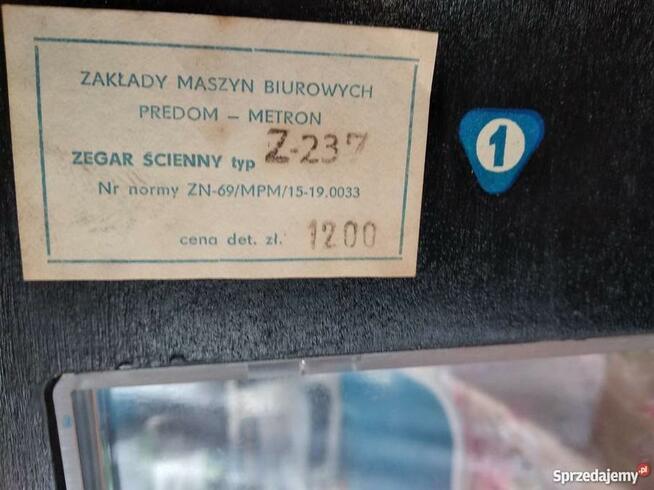 ZAKŁADY MASZYN BIUROWYCH
PREDOM – METRON
ZEGAR ŚCIENNY typ Z-237
Nr normy ZN-69/MPM/15-19.0033
cena det. zł. 1200
1
Sprzedajemy.pl